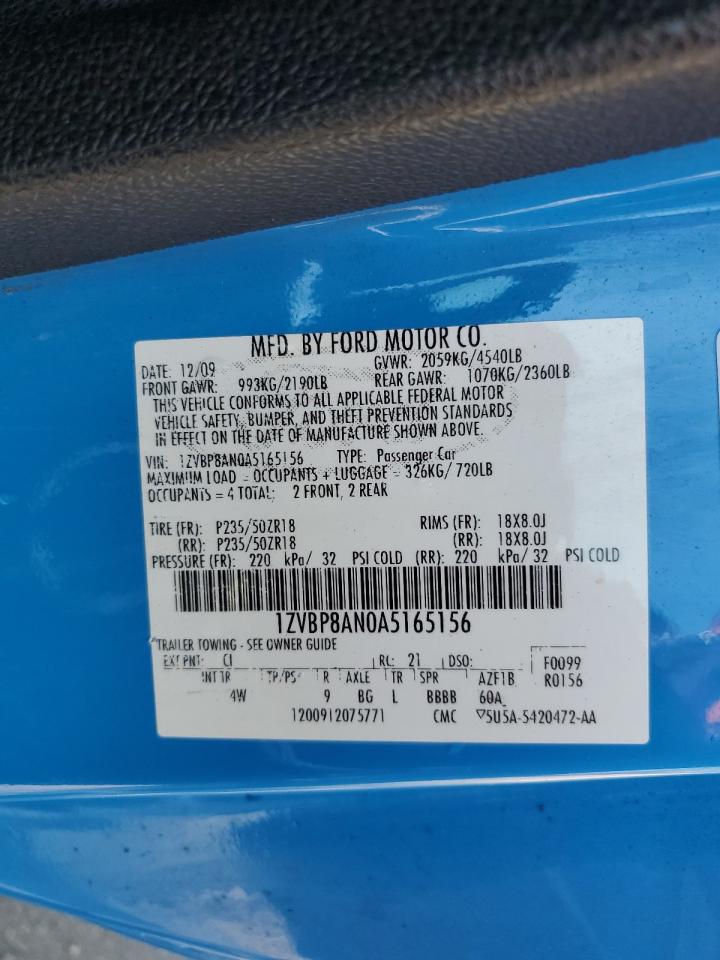 MFD. BY FORD MOTOR CO.
DATE: 12/09 GVWR: 2059KG/4540LB
FRONT GAWR: 993KG/2190LB REAR GAWR: 1070KG/2360LB
THIS VEHICLE CONFORMS TO ALL APPLICABLE FEDERAL MOTOR
VEHICLE SAFETY, BUMPER, AND THEFT PREVENTION STANDARDS
IN EFFECT ON THE DATE OF MANUFACTURE SHOWN ABOVE.
VIN: 1ZVBP8AN0A5165156 TYPE: Passenger Car
MAXIMUM LOAD = OCCUPANTS + LUGGAGE = 326KG/ 720LB
OCCUPANTS = 4 TOTAL: 2 FRONT, 2 REAR
TIRE (FR): P235/50ZR18 RIMS (FR): 18X8.0J
(RR): P235/50ZR18 (RR): 18X8.0J
PRESSURE (FR): 220 kPa/ 32 PSI COLD (RR): 220 kPa/ 32 PSI COLD
1ZVBP8AN0A5165156
TRAILER TOWING - SEE OWNER GUIDE
EXT PNT: CI RC: 21 DSO: F0099
INT TR TP/PS R AXLE TR SPR AZF1B R0156
4W 9 BG L BBBB 60A
1200912075771 CMC ▽5U5A-5420472-AA